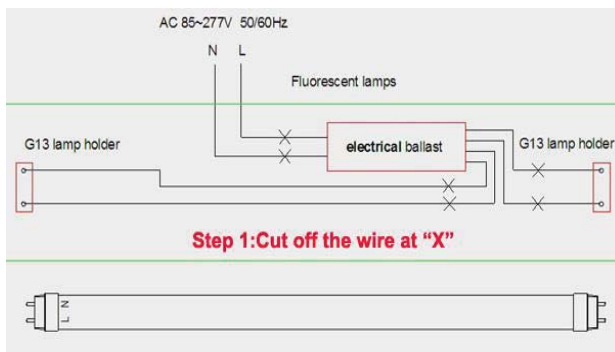 AC 85~277V 50/60Hz
N L
Fluorescent lamps
G13 lamp holder
electrical ballast
G13 lamp holder
X
X
X
X
X
X
Step 1:Cut off the wire at “X”
N
L